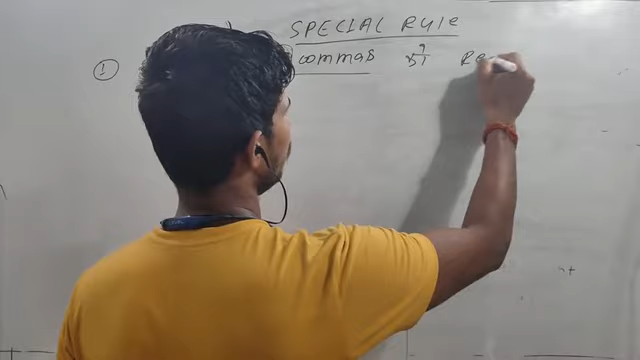 SPECIAL RULE
① commas का Re